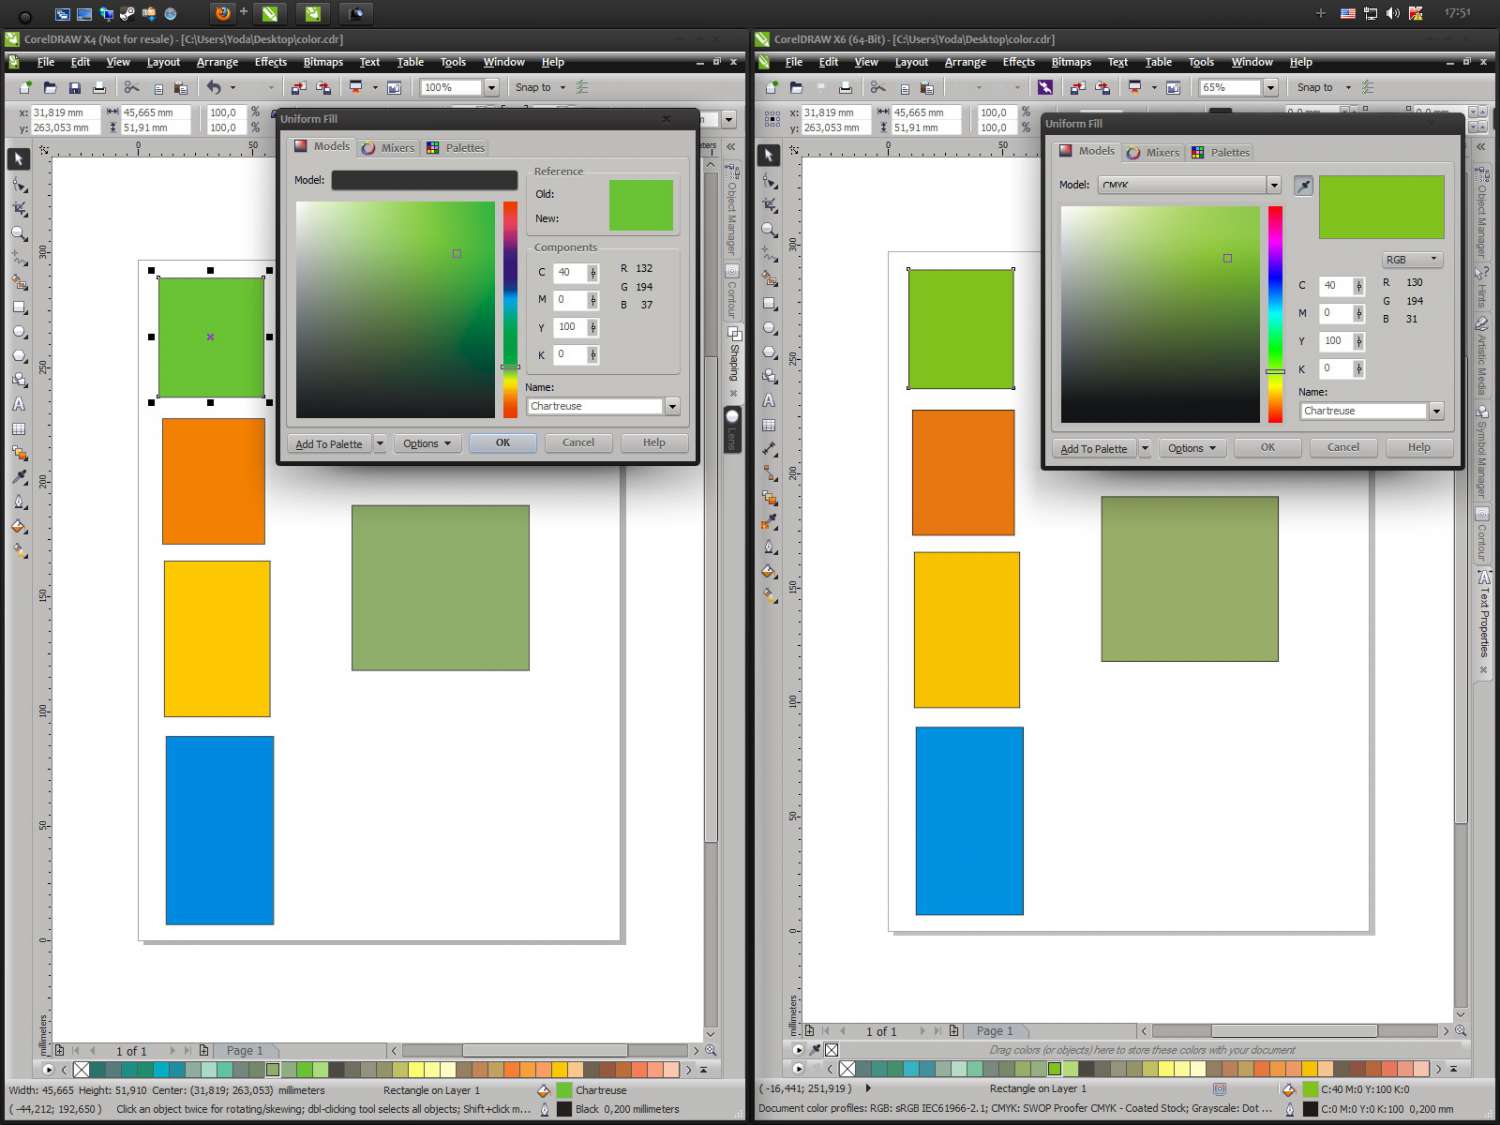 17:51
CorelDRAW X4 (Not for resale) - [C:\Users\Yoda\Desktop\color.cdr]
File Edit View Layout Arrange Effects Bitmaps Text Table Tools Window Help
100% Snap to
x: 31,819 mm 45,665 mm 100,0 %
y: 263,053 mm 51,91 mm 100,0 %
Uniform Fill
Models Mixers Palettes
Model:
Reference
Old:
New:
Components
C 40 R 132
M 0 G 194
Y 100 B 37
K 0
Name:
Chartreuse
Add To Palette Options OK Cancel Help
0 50
300
250
200
150
100
50
0
millimeters
Object Manager
Contour
Shaping
Lens
1 of 1 Page 1
Width: 45,665 Height: 51,910 Center: (31,819; 263,053) millimeters Rectangle on Layer 1 Chartreuse
( -44,212; 192,650 ) Click an object twice for rotating/skewing; dbl-clicking tool selects all objects; Shift+click m... Black 0,200 millimeters
CorelDRAW X6 (64-Bit) - [C:\Users\Yoda\Desktop\color.cdr]
File Edit View Layout Arrange Effects Bitmaps Text Table Tools Window Help
65% Snap to
x: 31,819 mm 45,665 mm 100,0 %
y: 263,053 mm 51,91 mm 100,0 %
Uniform Fill
Models Mixers Palettes
Model: CMYK
RGB
C 40 R 130
M 0 G 194
Y 100 B 31
K 0
Name:
Chartreuse
Add To Palette Options OK Cancel Help
0 50
300
250
200
150
100
50
0
millimeters
Object Manager
Hints
Artistic Media
Symbol Manager
Contour
Text Properties
1 of 1 Page 1
Drag colors (or objects) here to store these colors with your document
( -16,441; 251,919 ) Rectangle on Layer 1 C:40 M:0 Y:100 K:0
Document color profiles: RGB: sRGB IEC61966-2.1; CMYK: SWOP Proofer CMYK - Coated Stock; Grayscale: Dot ... C:0 M:0 Y:0 K:100 0,200 mm